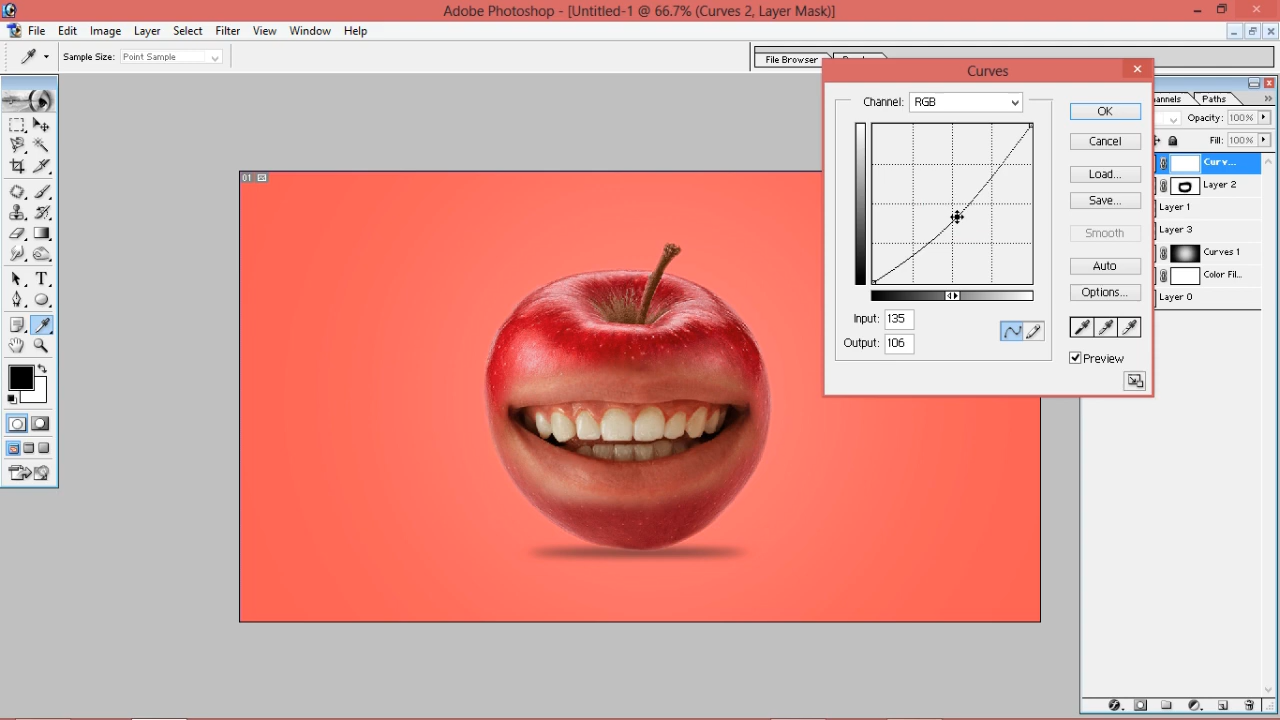 Adobe Photoshop - [Untitled-1 @ 66.7% (Curves 2, Layer Mask)]
File Edit Image Layer Select Filter View Window Help
Sample Size: Point Sample
File Browser
Curves
Channel: RGB
OK
Cancel
Load...
Save...
Smooth
Auto
Options...
Input: 135
Output: 106
Preview
Paths
Opacity: 100%
Fill: 100%
Curv...
Layer 2
Layer 1
Layer 3
Curves 1
Color Fil...
Layer 0
01
T